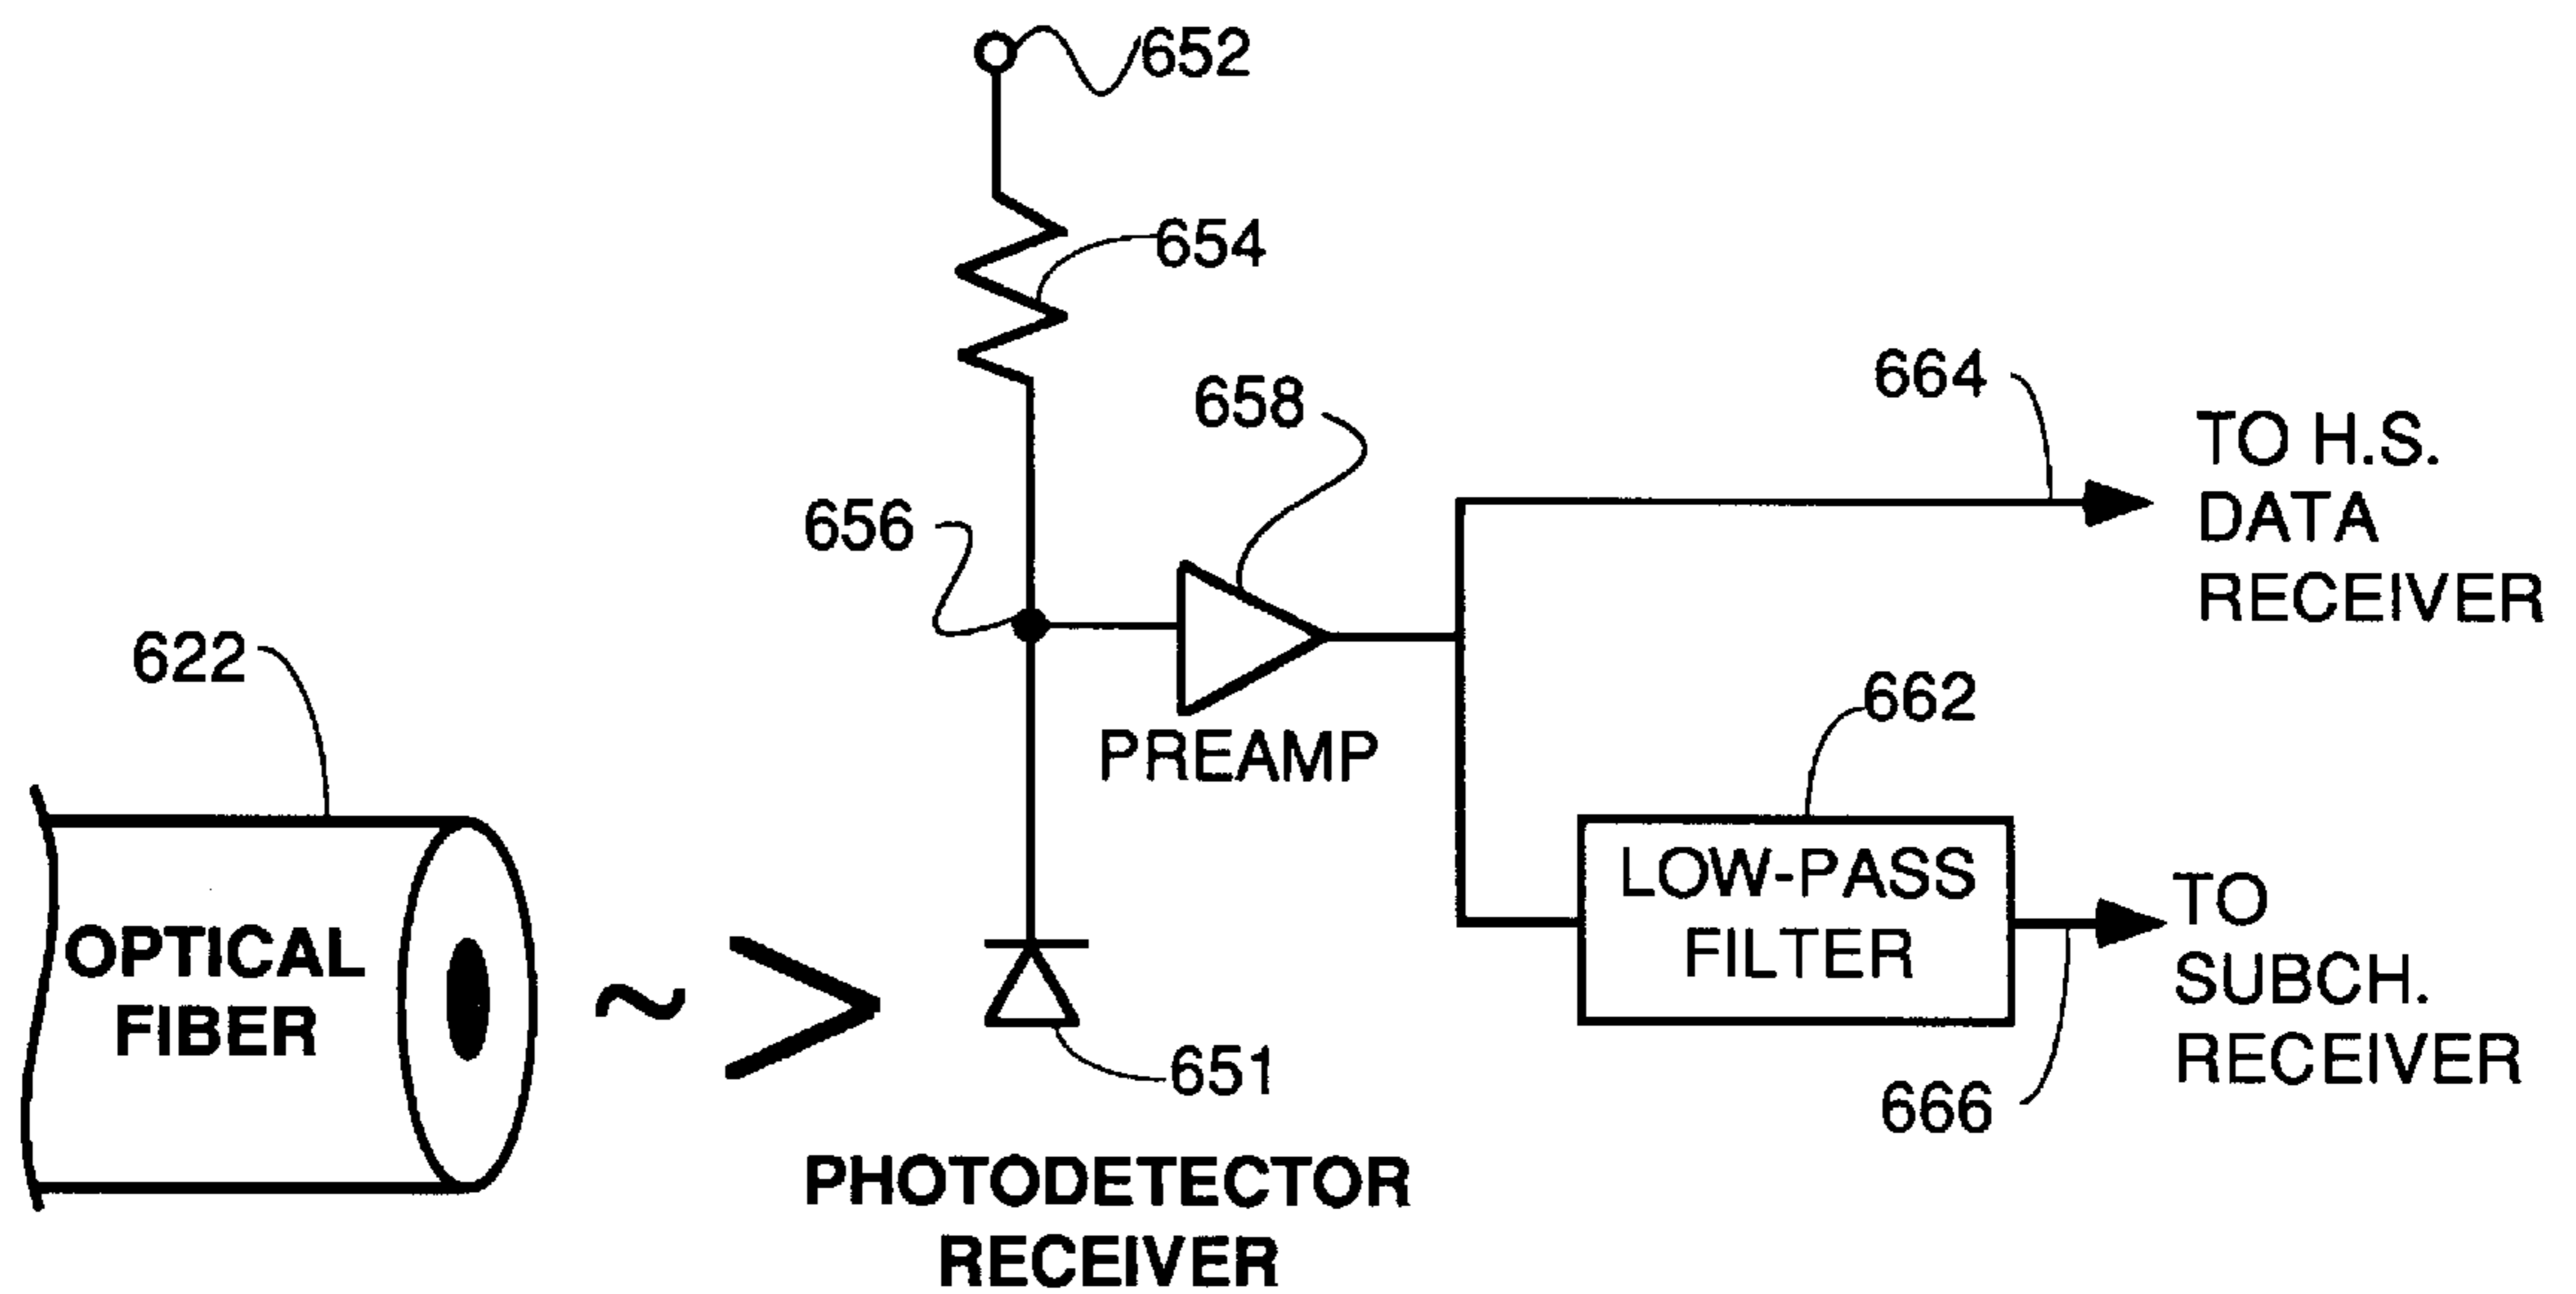 652
654
658
664
TO H.S.
DATA
RECEIVER
656
622
PREAMP
662
LOW-PASS
FILTER
TO
SUBCH.
RECEIVER
666
OPTICAL
FIBER
~ >
651
PHOTODETECTOR
RECEIVER